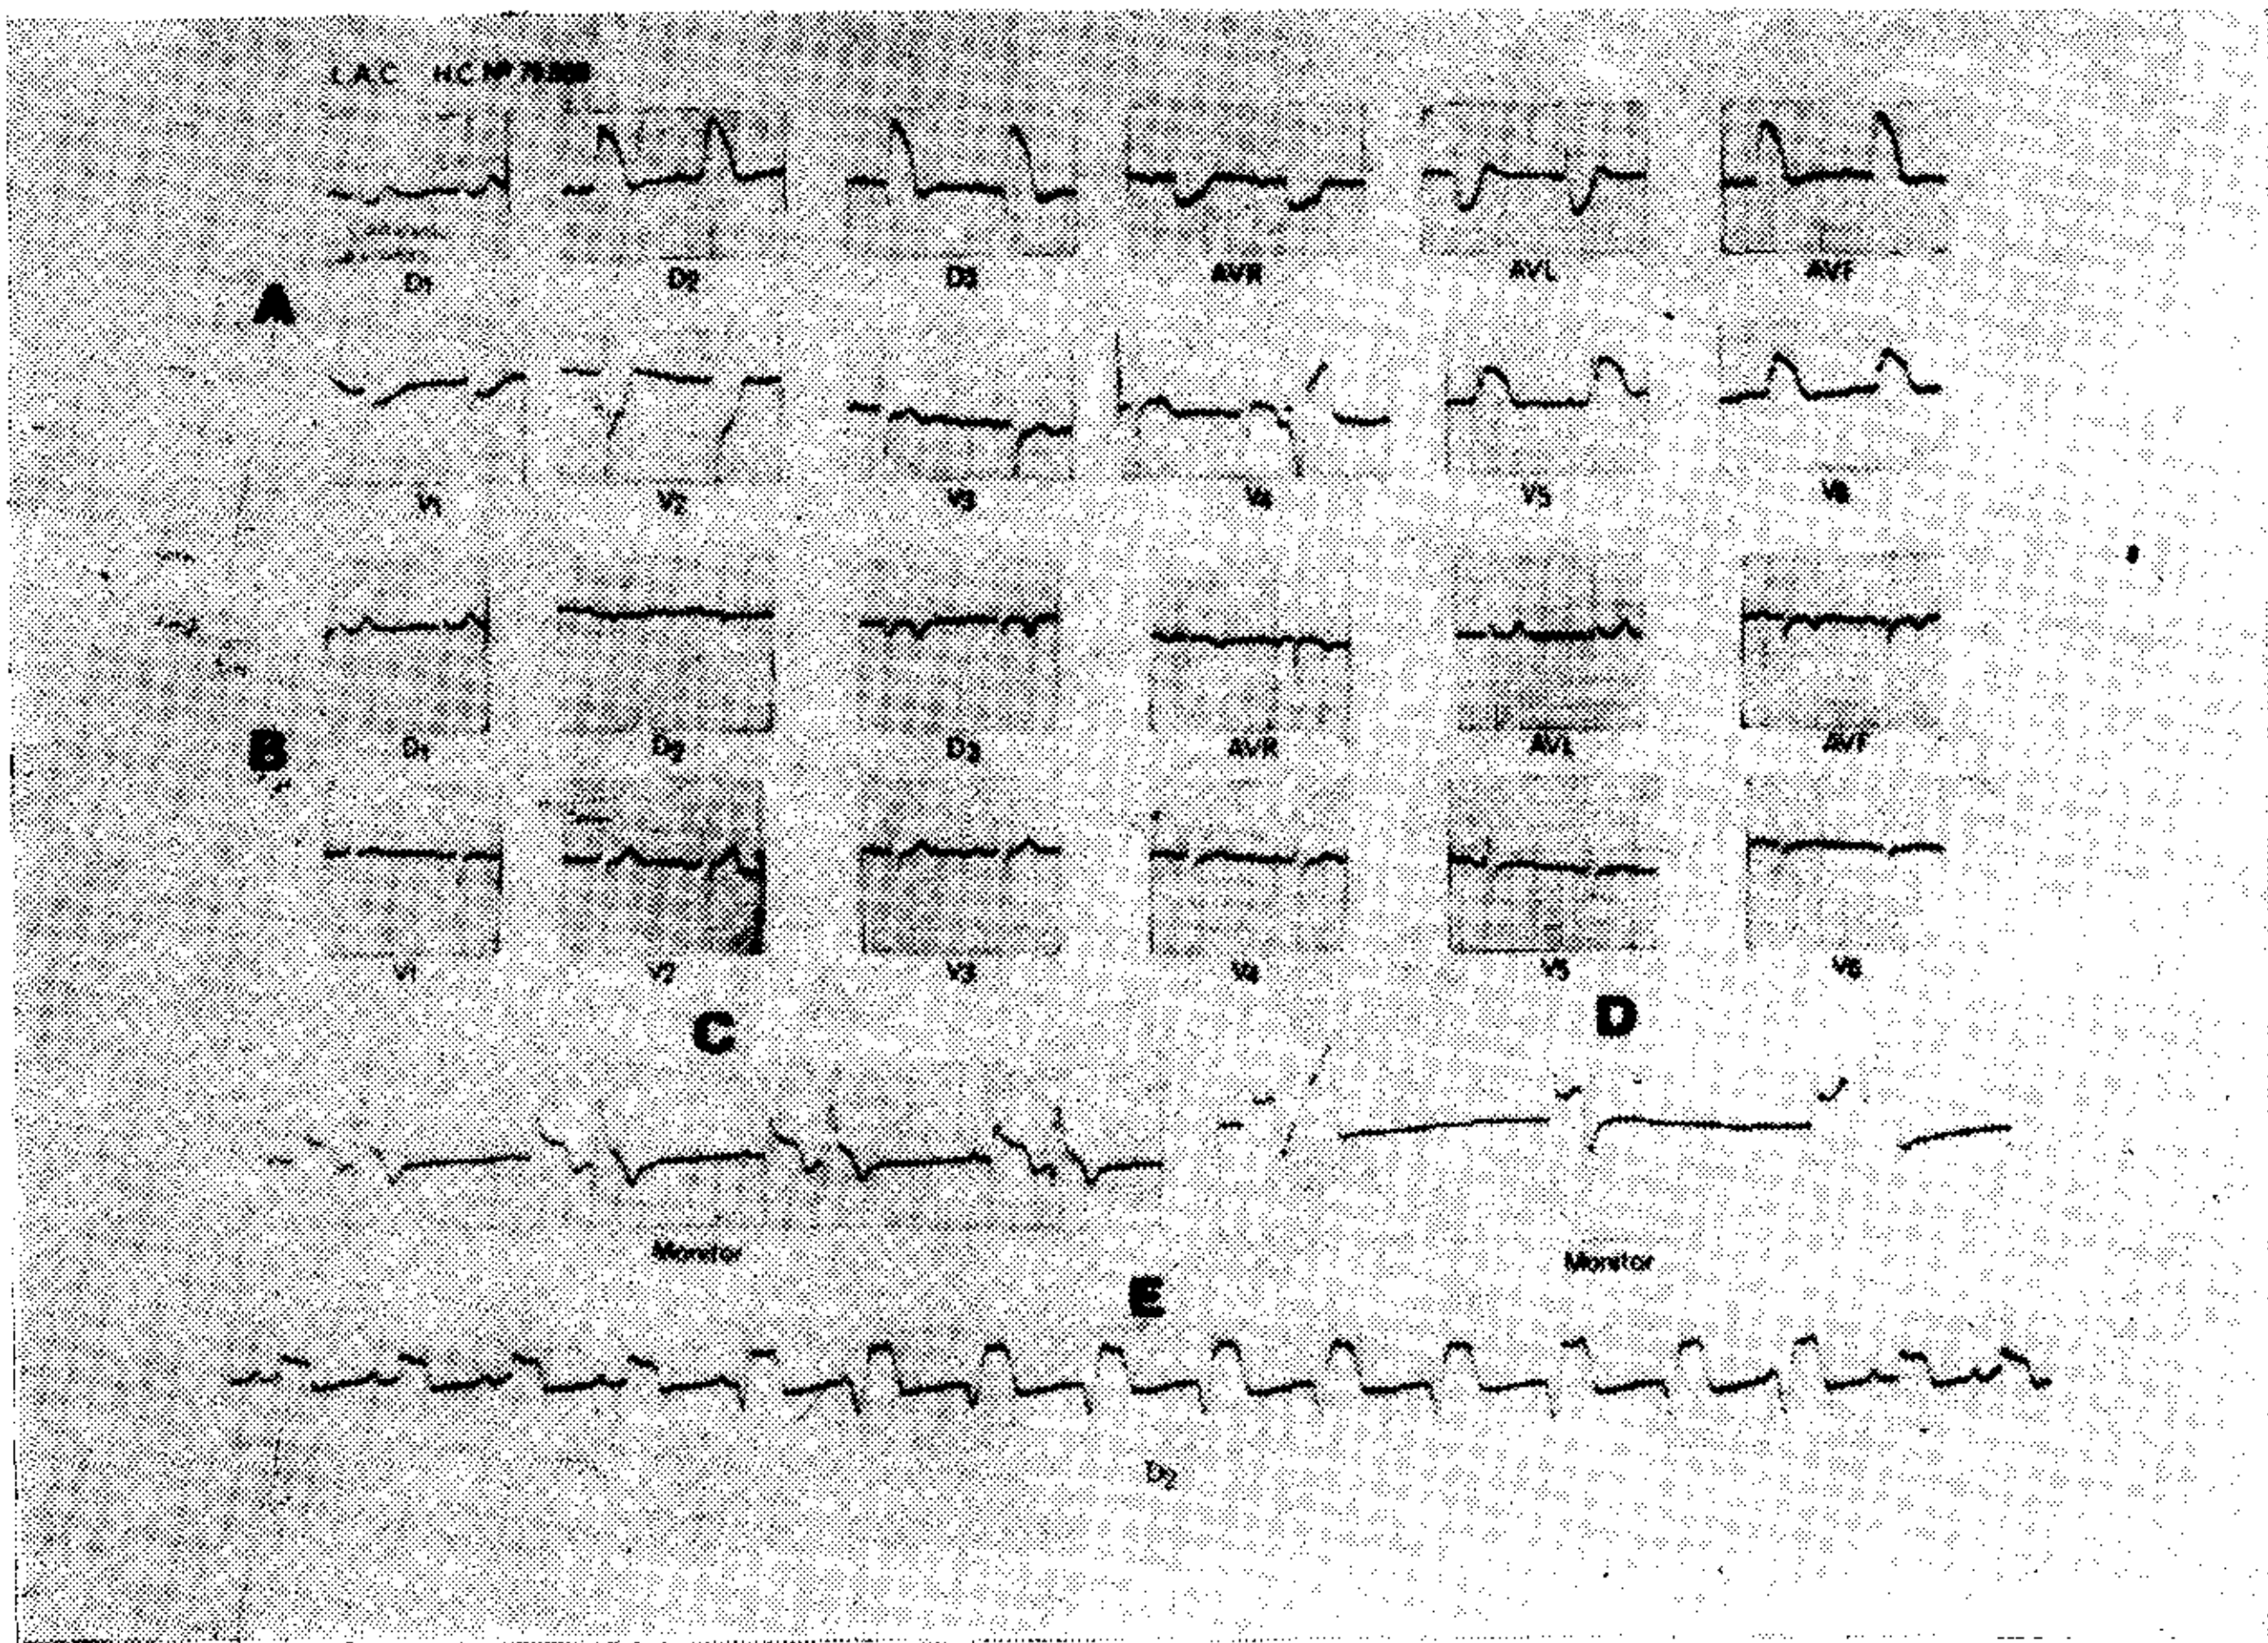 L.A.C H.C Nº
D1 D2 D3 AVR AVL AVF
A
V1 V2 V3 V4 V5 V6
B
D1 D2 D3 AVR AVL AVF
V1 V2 V3 V4 V5 V6
C D
Monitor Monitor
E
D2